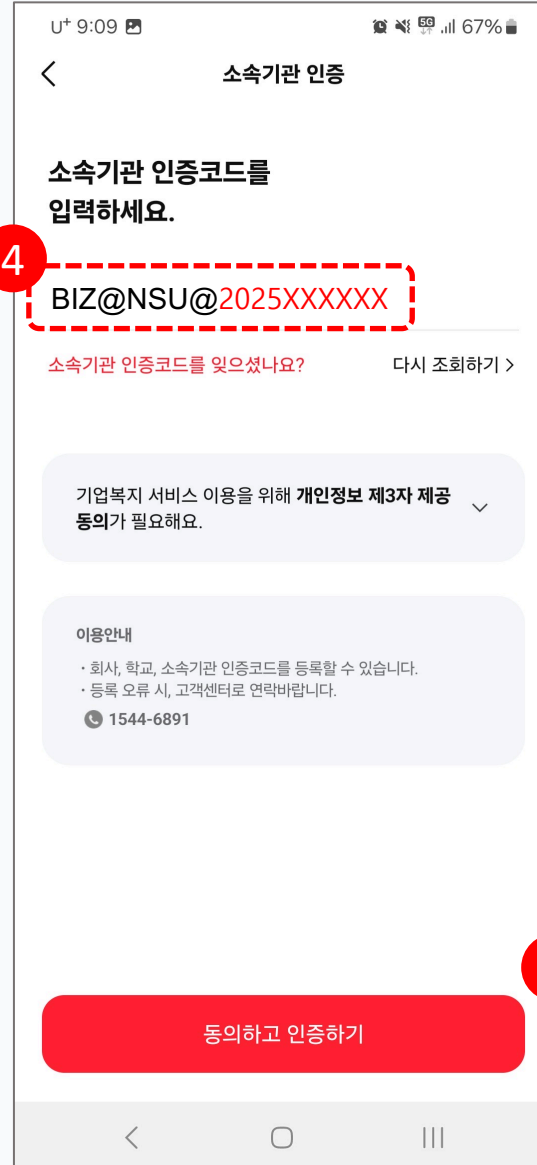 U+ 9:09 5G 67%
소속기관 인증
소속기관 인증코드를
입력하세요.
4
BIZ@NSU@2025XXXXXX
소속기관 인증코드를 잊으셨나요? 다시 조회하기 >
기업복지 서비스 이용을 위해 개인정보 제3자 제공
동의가 필요해요.
이용안내
· 회사, 학교, 소속기관 인증코드를 등록할 수 있습니다.
· 등록 오류 시, 고객센터로 연락바랍니다.
1544-6891
동의하고 인증하기